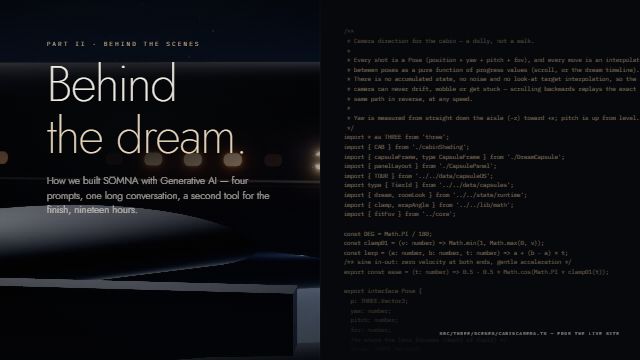 PART II · BEHIND THE SCENES
Behind
the dream.
How we built SOMNA with Generative AI — four
prompts, one long conversation, a second tool for the
finish, nineteen hours.
/**
* Camera direction for the cabin — a dolly, not a walk.
*
* Every shot is a Pose (position + yaw + pitch + fov), and every move is an interpolat
* between poses as a pure function of progress values (scroll, or the dream timeline).
* There is no stateful camera, no noise and no look-at target interpolation, so the
* camera can never drift, wobble or get stuck — scrolling backwards replays the exact
* same path in reverse, at any speed.
*
* Yaw is measured from straight down the aisle (-z) toward +x; pitch is up from level.
*/
import * as THREE from 'three';
import { CAB } from './cabinShading';
import { capsuleFrame, type CapsuleFrame } from './DreamCapsule';
import { panelLayout } from './CapsulePanel';
import { TOUR } from '../../data/capsuleUS';
import type { TierId } from '../../data/capsules';
import { dream, roomLook } from '../../state/runtime';
import { clamp, wrapAngle } from '../../lib/math';
import { fitFov } from '../core';
const DEG = Math.PI / 180;
const clamp01 = (v: number) => Math.min(1, Math.max(0, v));
const lerp = (a: number, b: number, t: number) => a + (b - a) * t;
/** sine in-out: zero velocity at both ends, gentle acceleration */
export const ease = (t: number) => 0.5 - 0.5 * Math.cos(Math.PI * clamp01(t));
export interface Pose {
p: THREE.Vector3;
yaw: number;
pitch: number;
fov: number;
SRC/THREE/SCENES/CABINCAMERA.TS — FROM THE LIVE SITE